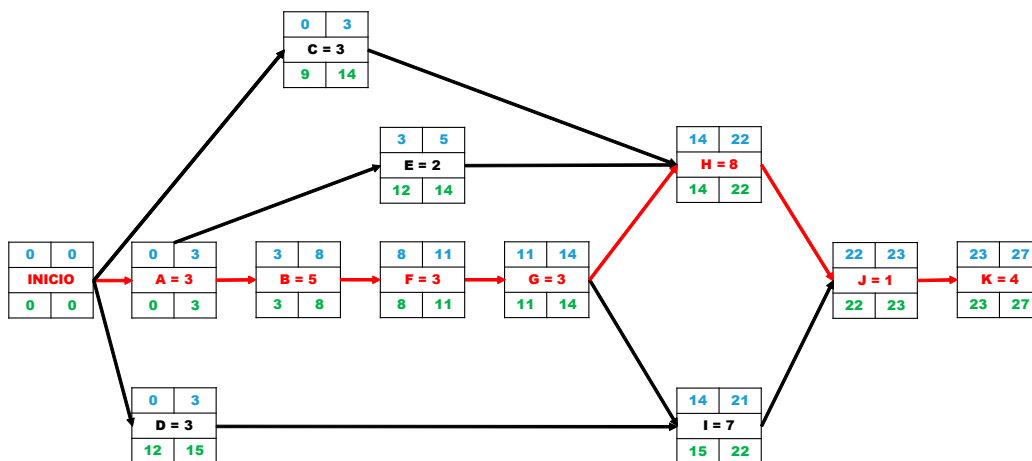 0 3
C = 3
9 14
3 5
E = 2
12 14
14 22
H = 8
14 22
0 0
INICIO
0 0
0 3
A = 3
0 3
3 8
B = 5
3 8
8 11
F = 3
8 11
11 14
G = 3
11 14
22 23
J = 1
22 23
23 27
K = 4
23 27
0 3
D = 3
12 15
14 21
I = 7
15 22